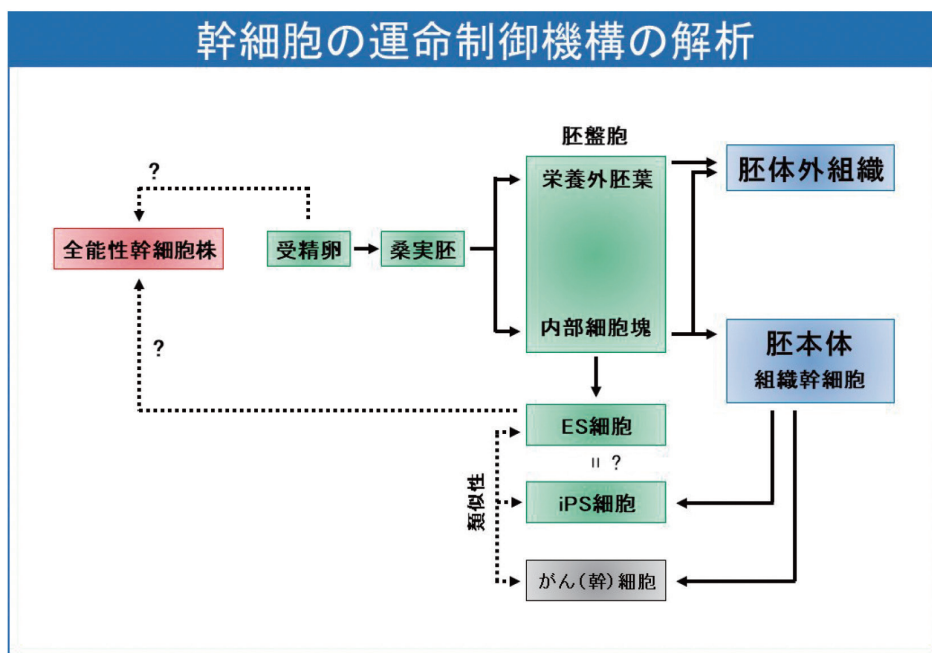 幹細胞の運命制御機構の解析
胚盤胞
?
栄養外胚葉
胚体外組織
全能性幹細胞株
受精卵
桑実胚
?
内部細胞塊
胚本体
組織幹細胞
ES細胞
= ?
類似性
iPS細胞
がん(幹)細胞